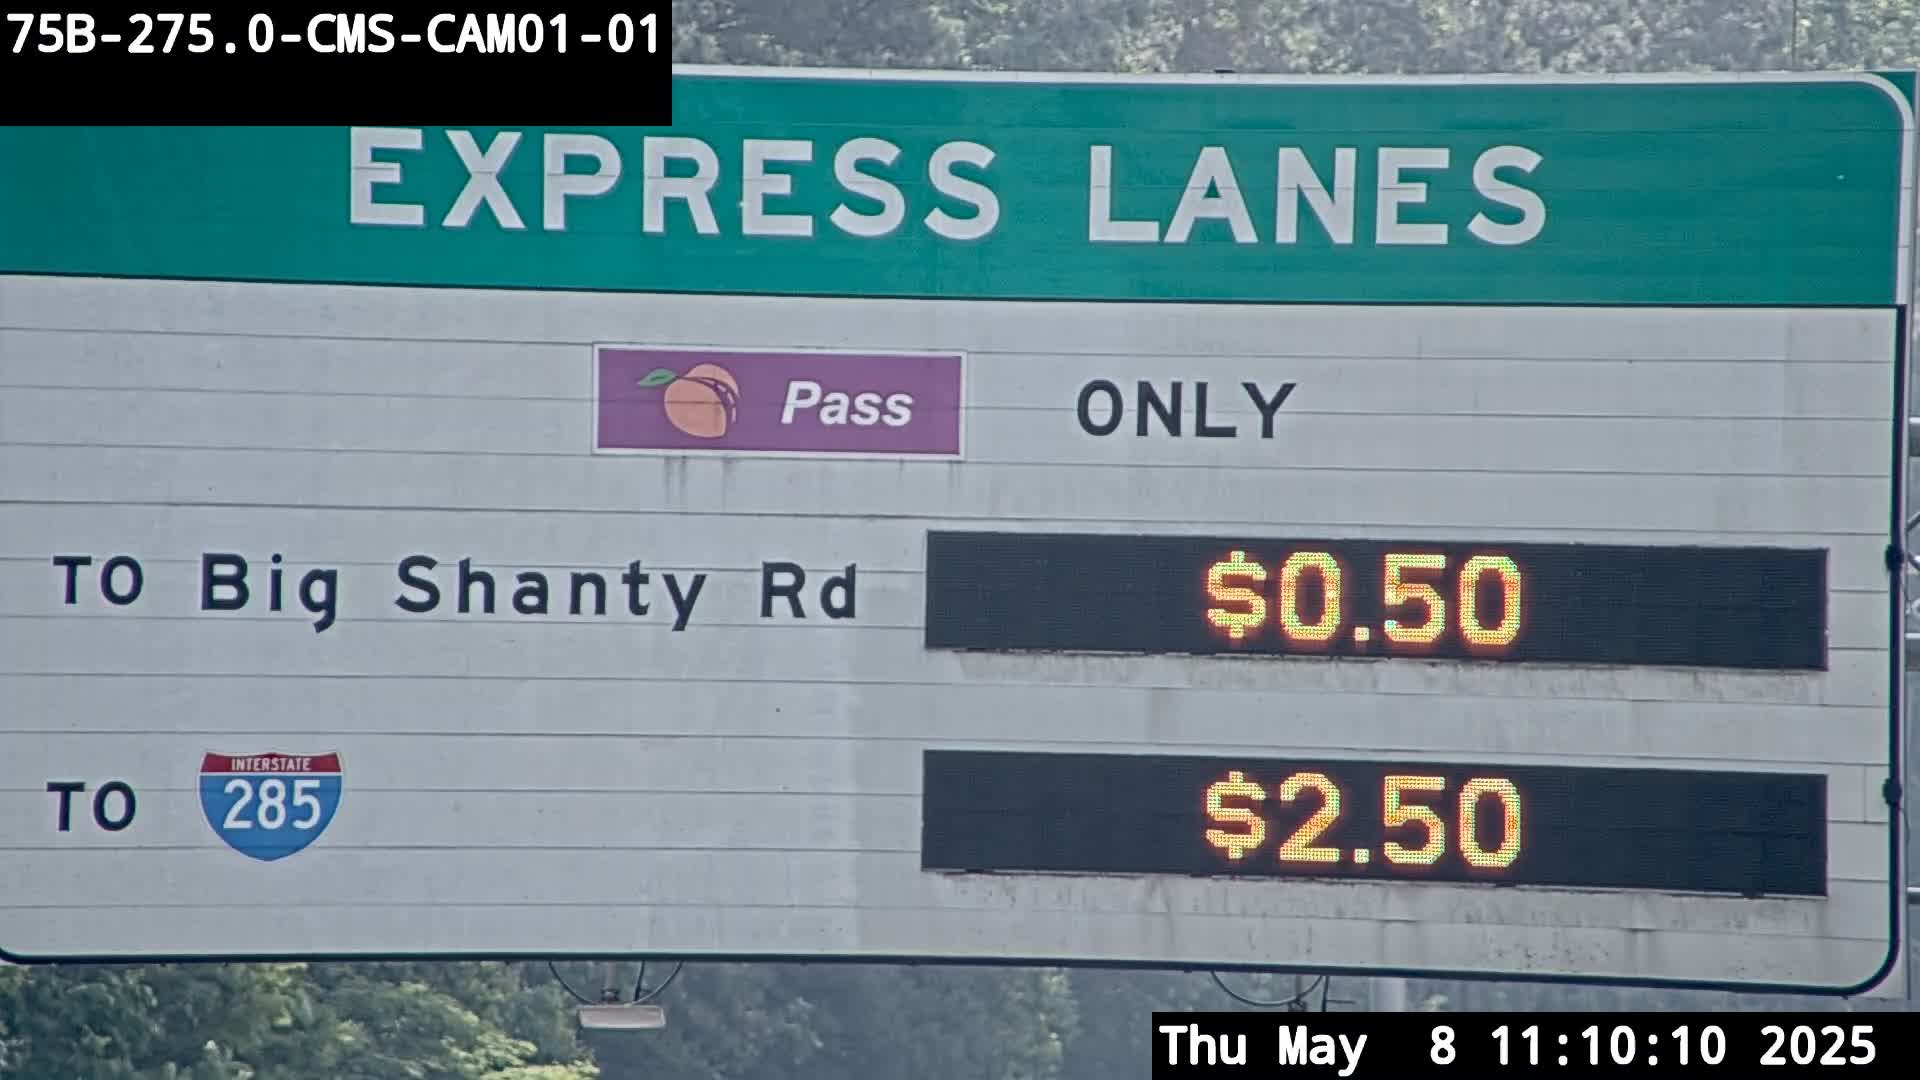 75B-275.0-CMS-CAM01-01
EXPRESS LANES
Pass ONLY
TO Big Shanty Rd $0.50
TO INTERSTATE 285 $2.50
Thu May 8 11:10:10 2025